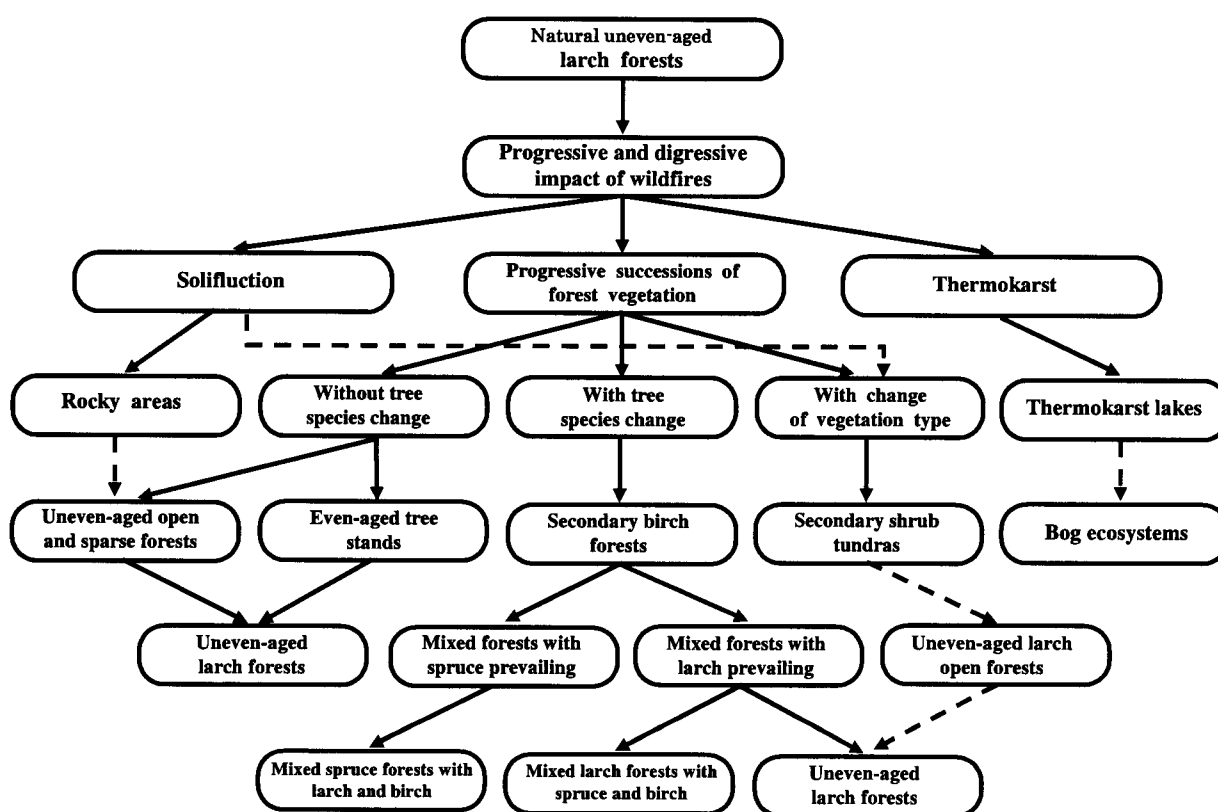 Natural uneven-aged
larch forests
Progressive and digressive
impact of wildfires
Solifluction
Progressive successions of
forest vegetation
Thermokarst
Rocky areas
Without tree
species change
With tree
species change
With change
of vegetation type
Thermokarst lakes
Uneven-aged open
and sparse forests
Even-aged tree
stands
Secondary birch
forests
Secondary shrub
tundras
Bog ecosystems
Uneven-aged
larch forests
Mixed forests with
spruce prevailing
Mixed forests with
larch prevailing
Uneven-aged larch
open forests
Mixed spruce forests with
larch and birch
Mixed larch forests with
spruce and birch
Uneven-aged
larch forests